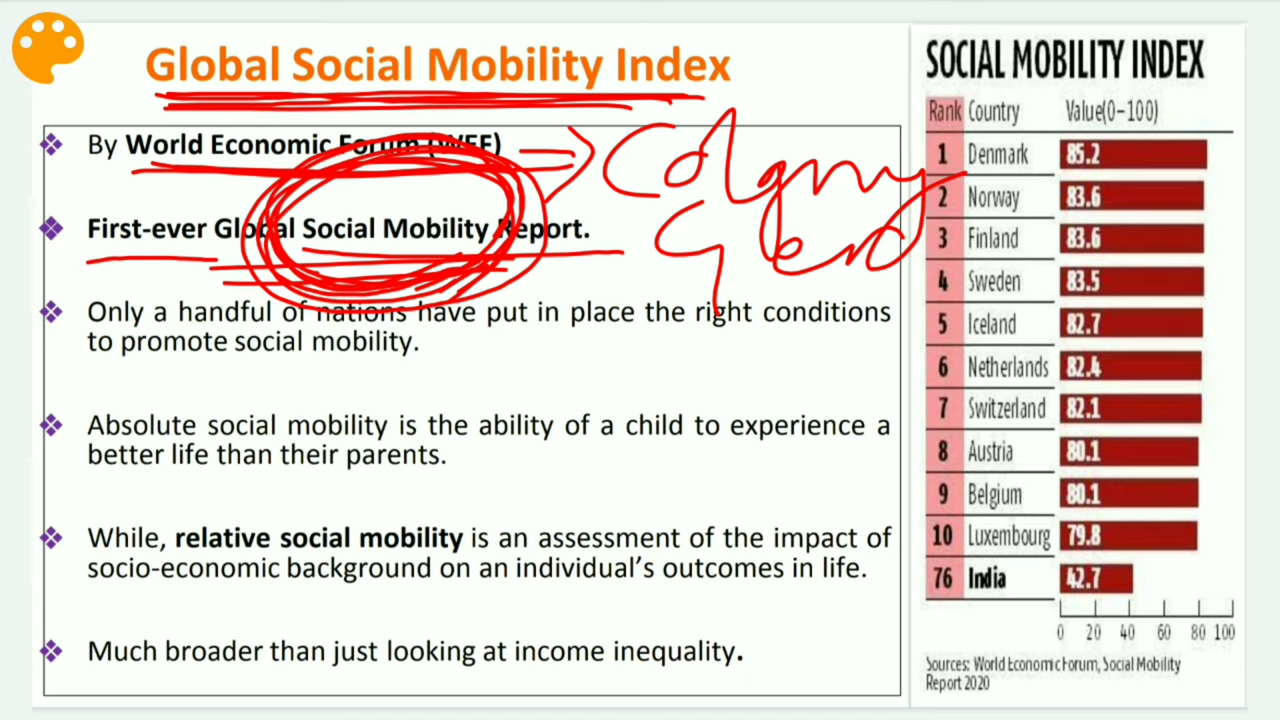 Global Social Mobility Index
❖ By World Economic Forum (WEF)
❖ First-ever Global Social Mobility Report.
❖ Only a handful of nations have put in place the right conditions
to promote social mobility.
❖ Absolute social mobility is the ability of a child to experience a
better life than their parents.
❖ While, relative social mobility is an assessment of the impact of
socio-economic background on an individual's outcomes in life.
❖ Much broader than just looking at income inequality.
SOCIAL MOBILITY INDEX
Rank Country Value(0–100)
1 Denmark 85.2
2 Norway 83.6
3 Finland 83.6
4 Sweden 83.5
5 Iceland 82.7
6 Netherlands 82.4
7 Switzerland 82.1
8 Austria 80.1
9 Belgium 80.1
10 Luxembourg 79.8
76 India 42.7
0 20 40 60 80 100
Sources: World Economic Forum, Social Mobility
Report 2020